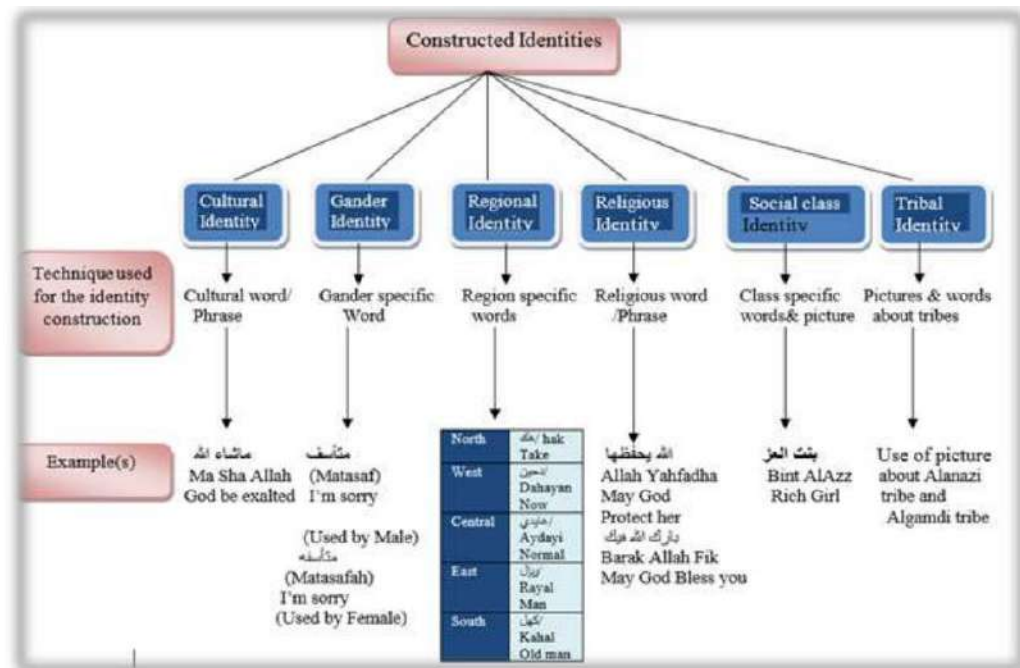 Constructed Identities
Cultural
Identity
Gander
Identity
Regional
Identity
Religious
Identity
Social class
Identity
Tribal
Identity
Technique used
for the identity
construction
Cultural word/
Phrase
Gander specific
Word
Region specific
words
Religious word
/Phrase
Class specific
words& picture
Pictures & words
about tribes
Example(s)
ماشاء الله
Ma Sha Allah
God be exalted
متأسف
(Matasaf)
I'm sorry
(Used by Male)
متأسفه
(Matasafah)
I'm sorry
(Used by Female)
North
هاك/ hak
Take
West
دحين/
Dahayan
Now
Central
/
Aydayi
Normal
East
/
Rayal
Man
South
كهل/
Kahal
Old man
الله يحفظها
Allah Yahfadha
May God
Protect her
بارك الله فيك
Barak Allah Fik
May God Bless you
بنت العز
Bint AlAzz
Rich Girl
Use of picture
about Alanazi
tribe and
Algamdi tribe